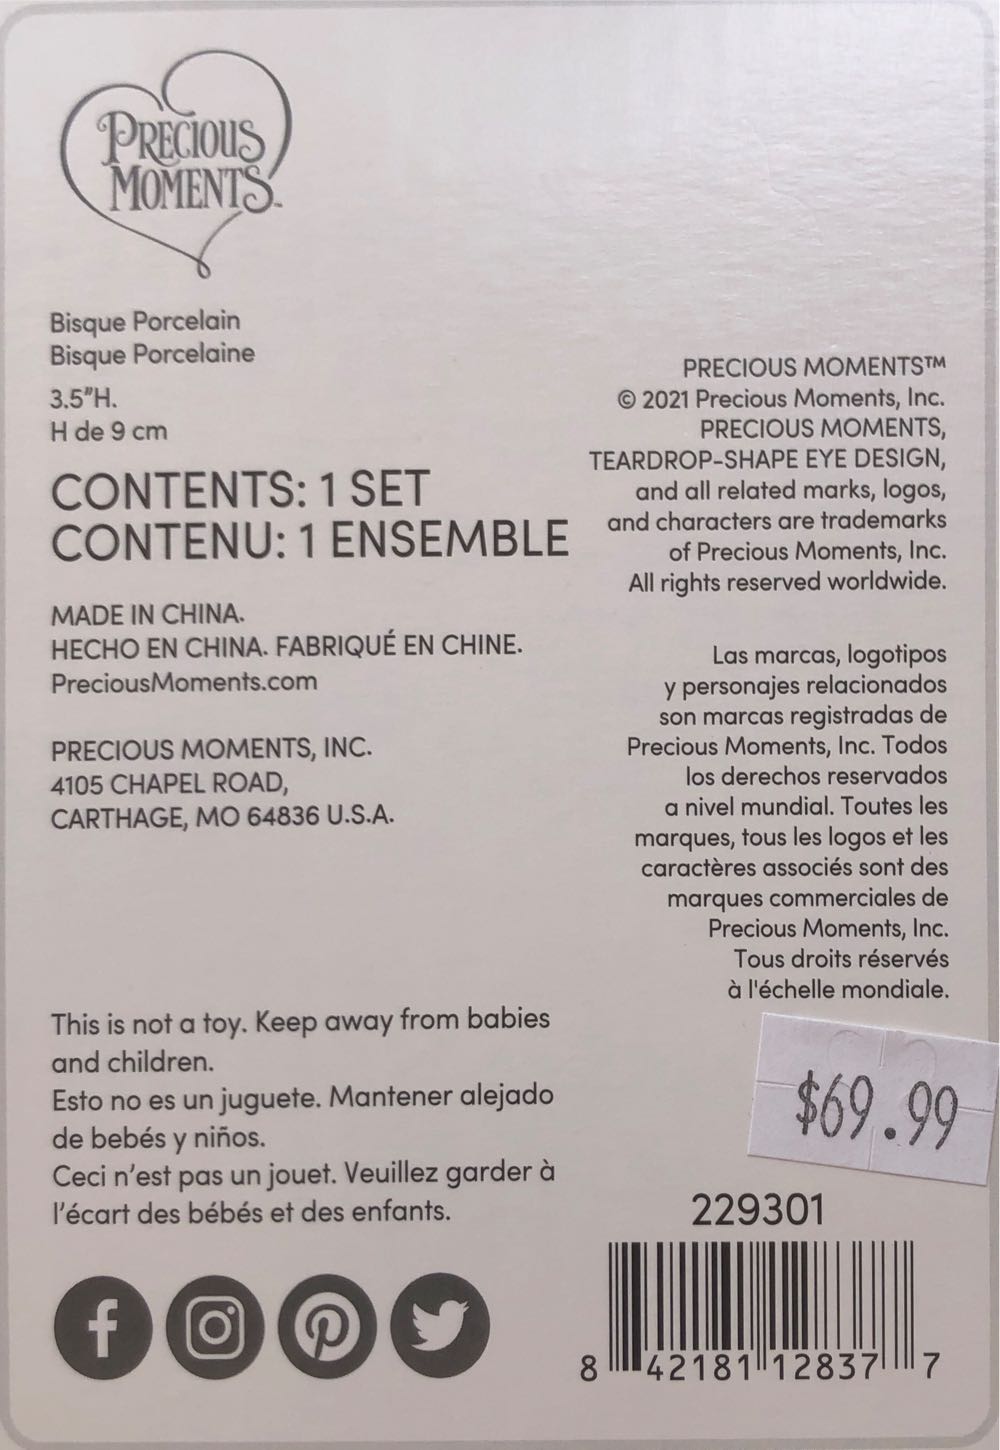 PRECIOUS
MOMENTS™
Bisque Porcelain
Bisque Porcelaine
3.5"H.
H de 9 cm
CONTENTS: 1 SET
CONTENU: 1 ENSEMBLE
MADE IN CHINA.
HECHO EN CHINA. FABRIQUÉ EN CHINE.
PreciousMoments.com
PRECIOUS MOMENTS, INC.
4105 CHAPEL ROAD,
CARTHAGE, MO 64836 U.S.A.
PRECIOUS MOMENTS™
© 2021 Precious Moments, Inc.
PRECIOUS MOMENTS,
TEARDROP-SHAPE EYE DESIGN,
and all related marks, logos,
and characters are trademarks
of Precious Moments, Inc.
All rights reserved worldwide.
Las marcas, logotipos
y personajes relacionados
son marcas registradas de
Precious Moments, Inc. Todos
los derechos reservados
a nivel mundial. Toutes les
marques, tous les logos et les
caractères associés sont des
marques commerciales de
Precious Moments, Inc.
Tous droits réservés
à l'échelle mondiale.
This is not a toy. Keep away from babies
and children.
Esto no es un juguete. Mantener alejado
de bebés y niños.
Ceci n'est pas un jouet. Veuillez garder à
l'écart des bébés et des enfants.
$69.99
229301
8 42181 12837 7